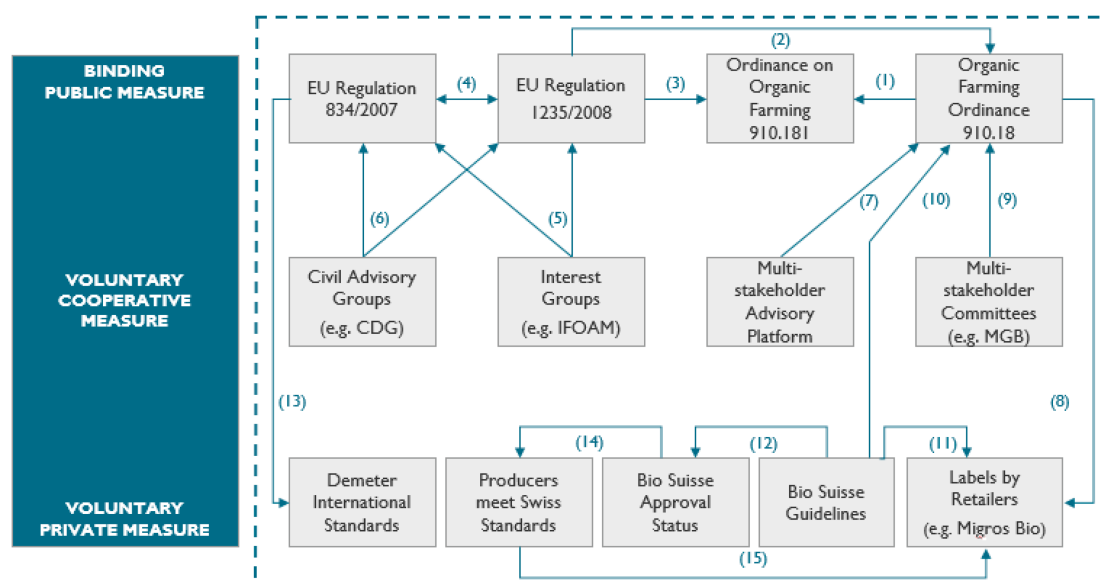 BINDING
PUBLIC MEASURE
EU Regulation
834/2007
(4)
EU Regulation
1235/2008
(3)
(2)
Ordinance on
Organic
Farming
910.181
(1)
Organic
Farming
Ordinance
910.18
(6)
(5)
(7)
(10)
(9)
VOLUNTARY
COOPERATIVE
MEASURE
Civil Advisory
Groups
(e.g. CDG)
Interest
Groups
(e.g. IFOAM)
Multi-
stakeholder
Advisory
Platform
Multi-
stakeholder
Committees
(e.g. MGB)
(13)
(8)
(14)
(12)
(11)
VOLUNTARY
PRIVATE MEASURE
Demeter
International
Standards
Producers
meet Swiss
Standards
Bio Suisse
Approval
Status
Bio Suisse
Guidelines
Labels by
Retailers
(e.g. Migros Bio)
(15)